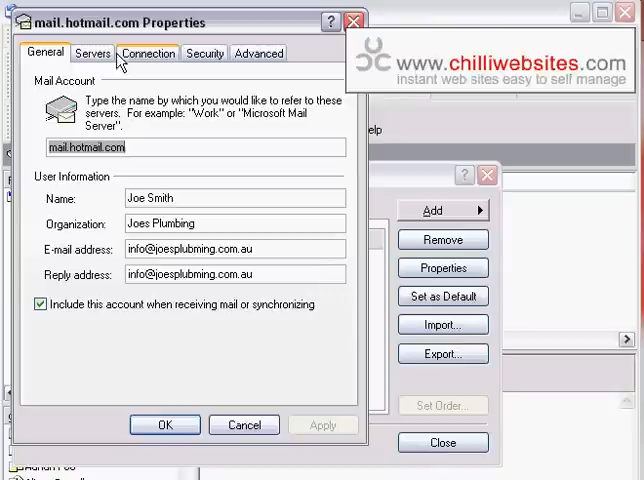 mail.hotmail.com Properties
?
General
Servers
Connection
Security
Advanced
www.chilliwebsites.com
instant web sites easy to self manage
Mail Account
Type the name by which you would like to refer to these
servers. For example: "Work" or "Microsoft Mail
Server".
mail.hotmail.com
User Information
Name:
Joe Smith
Organization:
Joes Plumbing
E-mail address:
info@joesplubming.com.au
Reply address:
info@joesplubming.com.au
Include this account when receiving mail or synchronizing
OK
Cancel
Apply
elp
?
Add
Remove
Properties
Set as Default
Import...
Export...
Set Order...
Close